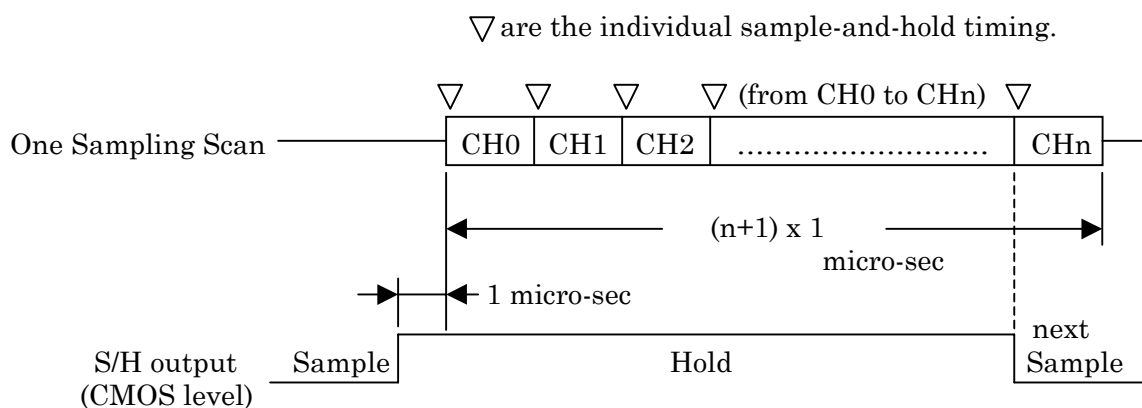 ▽ are the individual sample-and-hold timing.
(from CH0 to CHn)
One Sampling Scan
CH0 CH1 CH2 ............................ CHn
(n+1) x 1
micro-sec
1 micro-sec
next
S/H output Sample Hold Sample
(CMOS level)